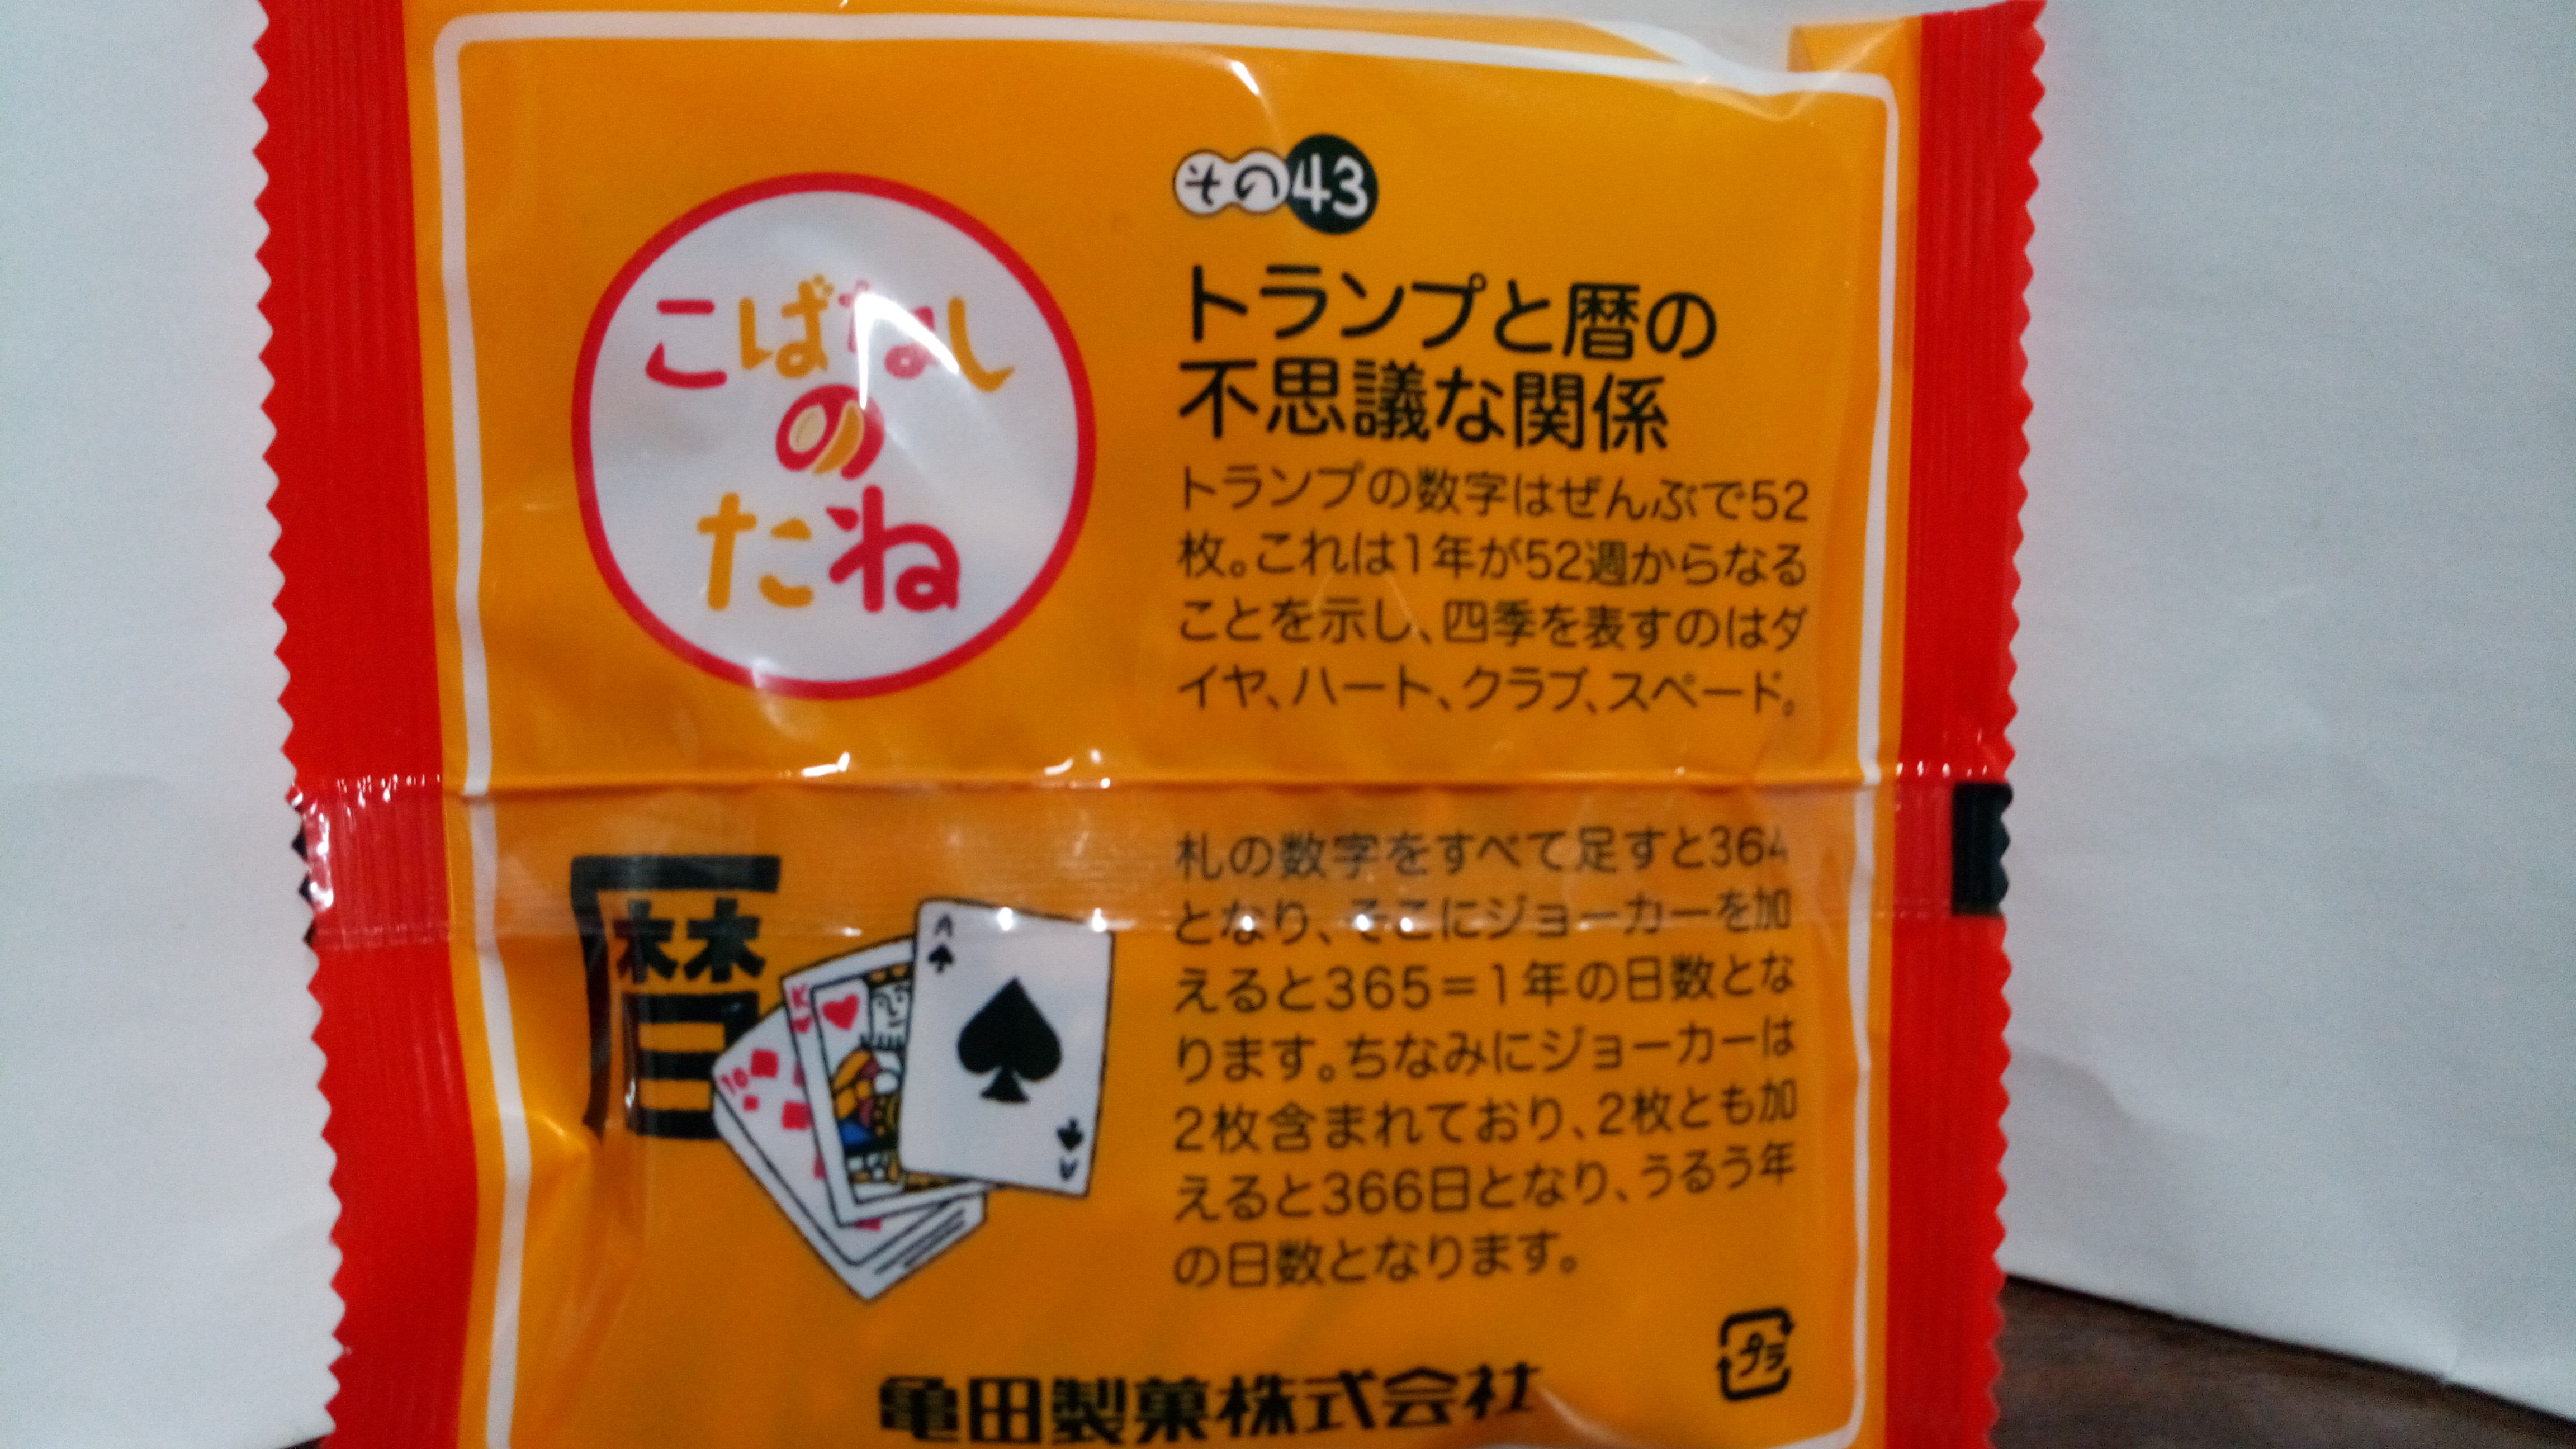 その43
こばなし
の
たね
トランプと暦の
不思議な関係
トランプの数字はぜんぶで52
枚。これは1年が52週からなる
ことを示し、四季を表すのはダ
イヤ、ハート、クラブ、スペード。
札の数字をすべて足すと364
となり、そこにジョーカーを加
えると365=1年の日数とな
ります。ちなみにジョーカーは
2枚含まれており、2枚とも加
えると366日となり、うるう年
の日数となります。
暦
10
K
A
A
プラ
亀田製菓株式会社